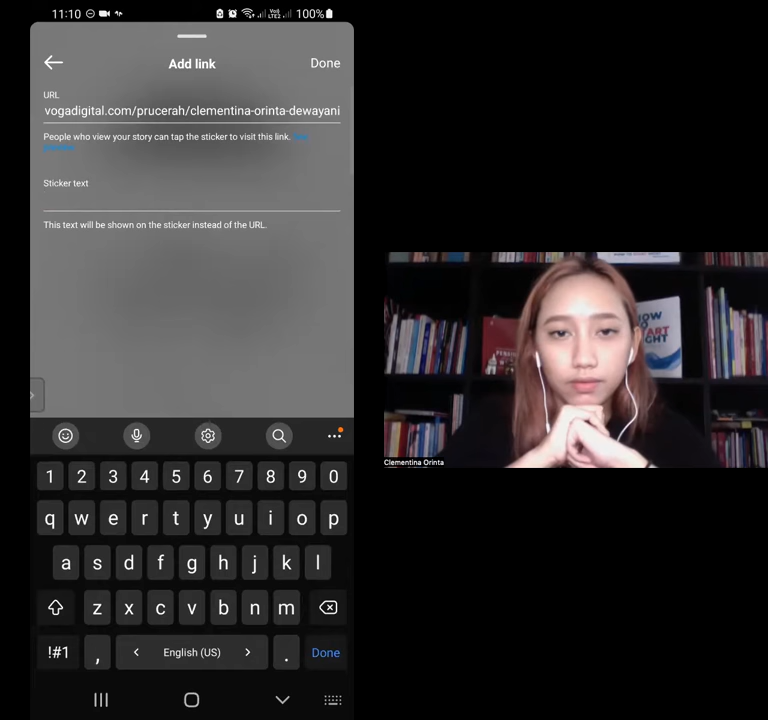 11:10
100%
Add link
Done
URL
vogadigital.com/prucerah/clementina-orinta-dewayani
People who view your story can tap the sticker to visit this link.
Sticker text
This text will be shown on the sticker instead of the URL.
1 2 3 4 5 6 7 8 9 0
q w e r t y u i o p
a s d f g h j k l
z x c v b n m
!#1 , < English (US) > . Done
Clementina Orinta